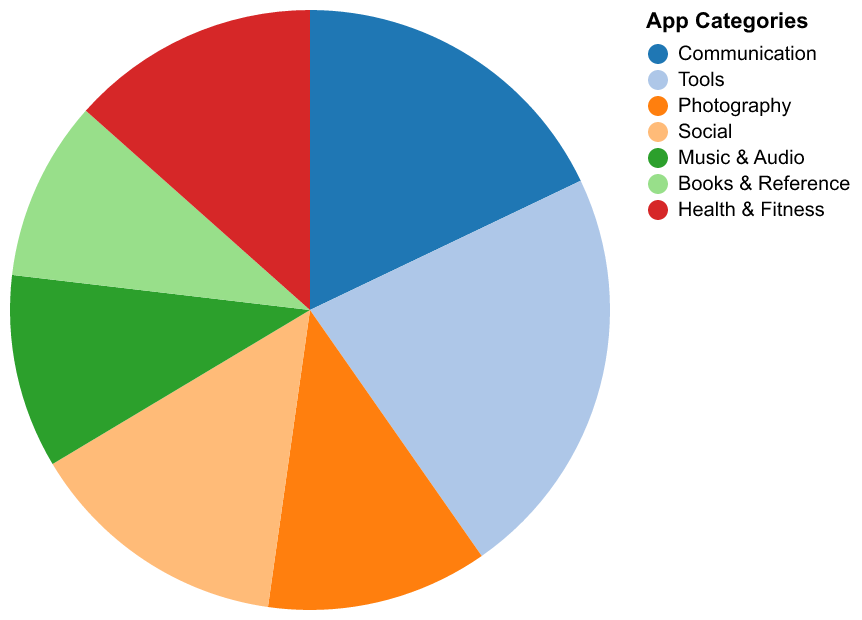 App Categories
Communication
Tools
Photography
Social
Music & Audio
Books & Reference
Health & Fitness